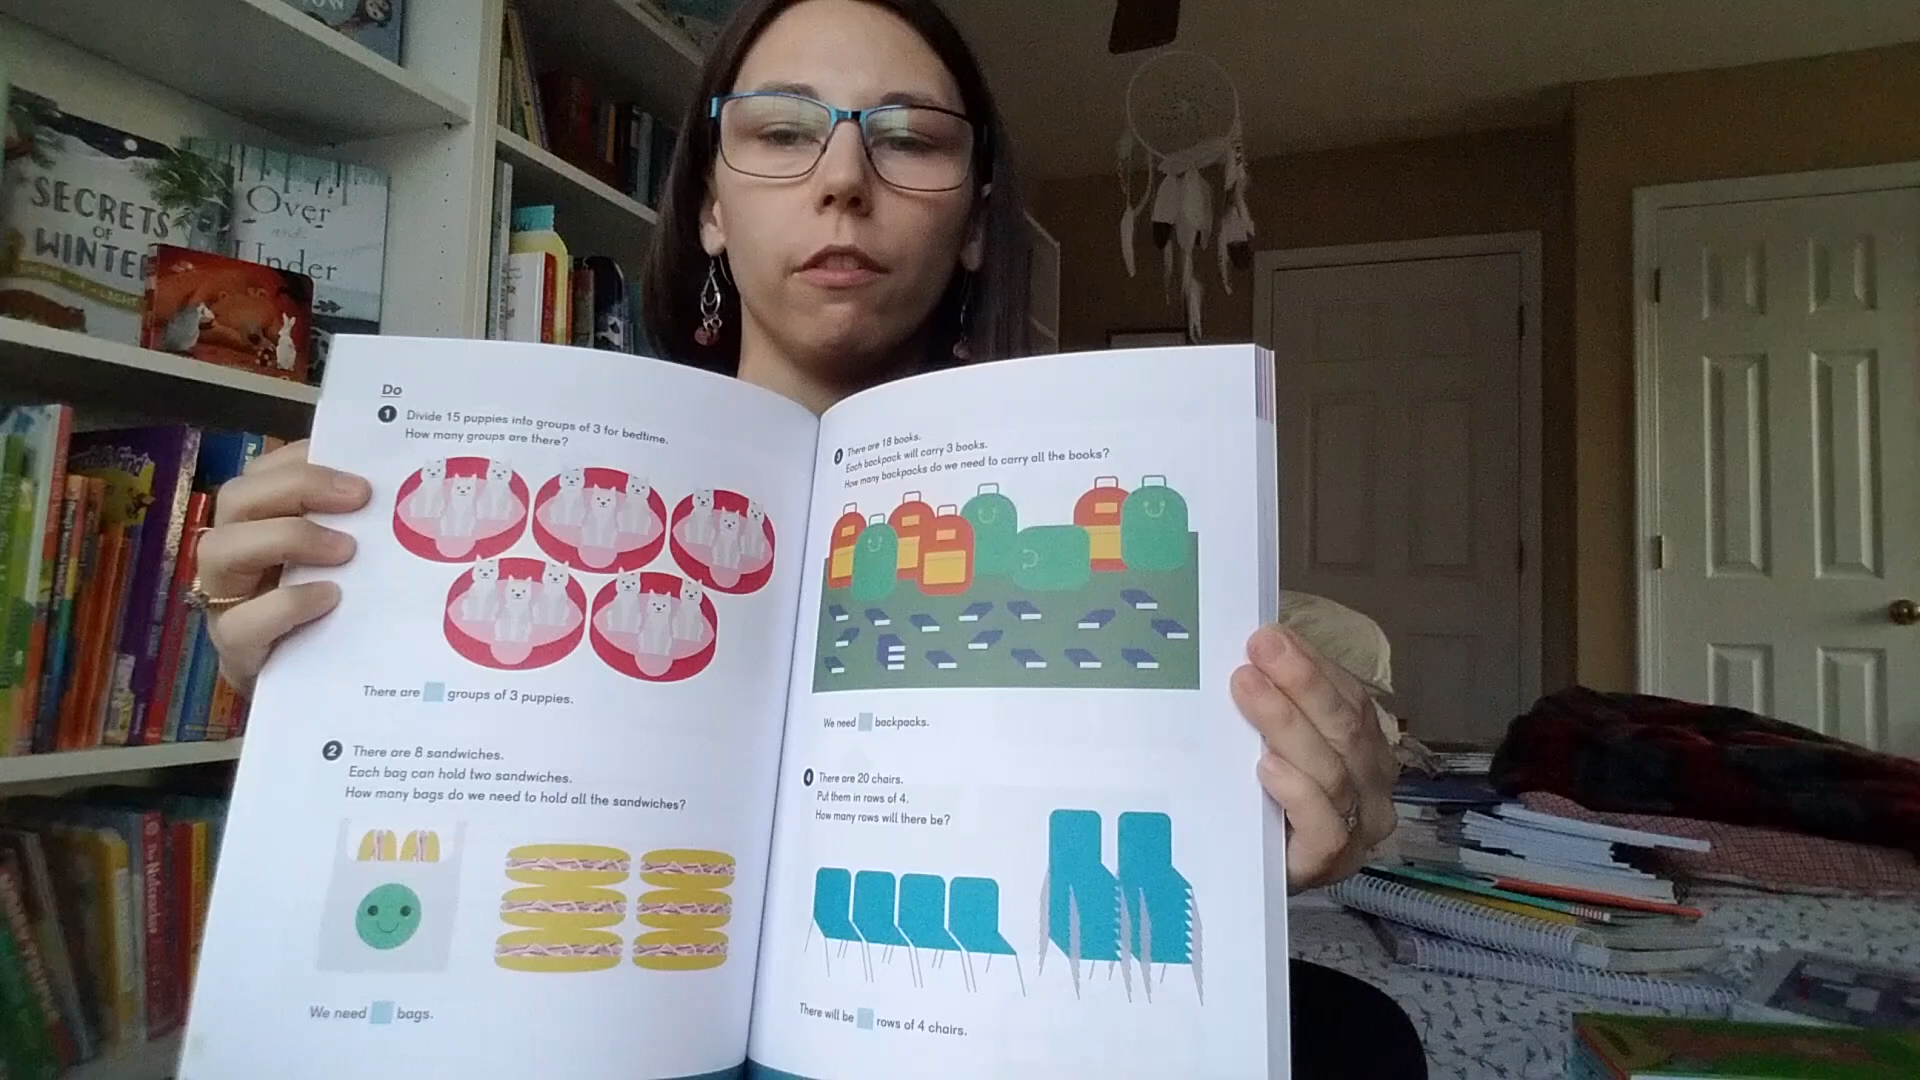 SECRETS
OF
WINTER
Over
and
Under
Do
1 Divide 15 puppies into groups of 3 for bedtime.
How many groups are there?
There are groups of 3 puppies.
2 There are 8 sandwiches.
Each bag can hold two sandwiches.
How many bags do we need to hold all the sandwiches?
We need bags.
3 There are 18 books.
Each backpack will carry 3 books.
How many backpacks do we need to carry all the books?
We need backpacks.
4 There are 20 chairs.
Put them in rows of 4.
How many rows will there be?
There will be rows of 4 chairs.